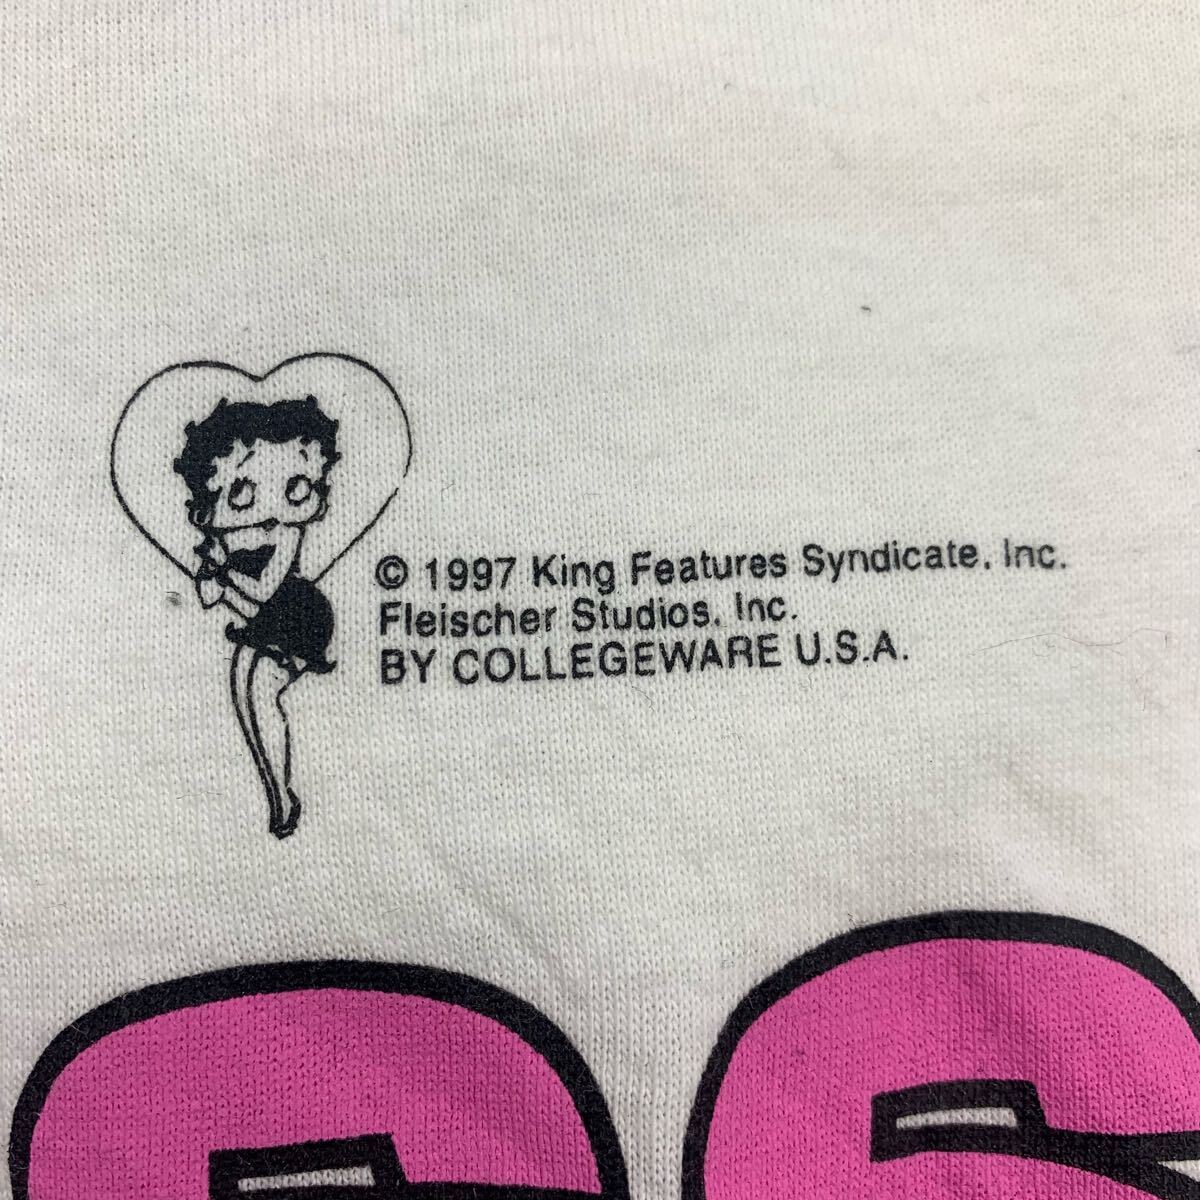 © 1997 King Features Syndicate, Inc.
Fleischer Studios, Inc.
BY COLLEGEWARE U.S.A.